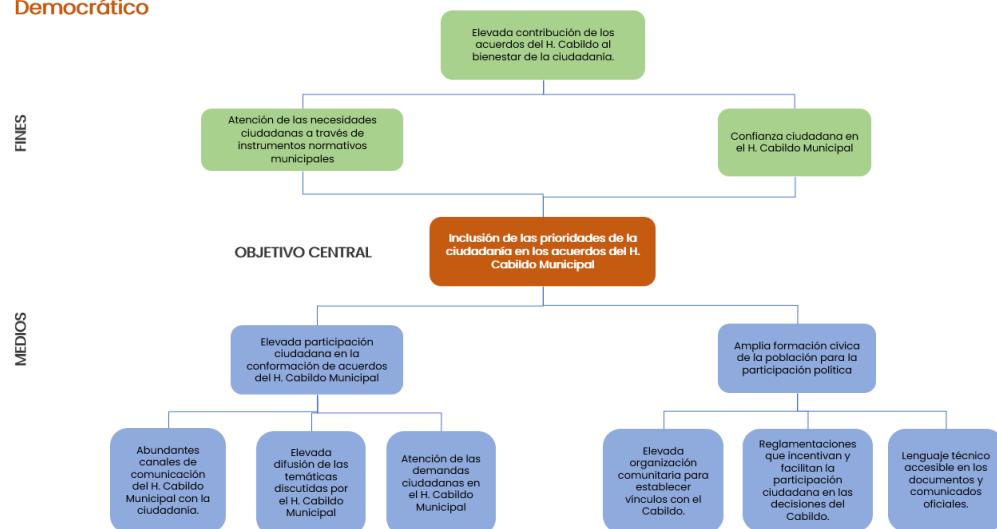 Democrático
Elevada contribución de los
acuerdos del H. Cabildo al
bienestar de la ciudadanía.
FINES
Atención de las necesidades
ciudadanas a través de
instrumentos normativos
municipales
Confianza ciudadana en
el H. Cabildo Municipal
OBJETIVO CENTRAL
Inclusión de las prioridades de la
ciudadanía en los acuerdos del H.
Cabildo Municipal
MEDIOS
Elevada participación
ciudadana en la
conformación de acuerdos
del H. Cabildo Municipal
Amplia formación cívica
de la población para la
participación política
Abundantes
canales de
comunicación
del H. Cabildo
Municipal con la
ciudadanía.
Elevada
difusión de las
temáticas
discutidas por
el H. Cabildo
Municipal
Atención de las
demandas
ciudadanas en
el H. Cabildo
Municipal
Elevada
organización
comunitaria para
establecer
vínculos con el
Cabildo.
Reglamentaciones
que incentivan y
facilitan la
participación
ciudadana en las
decisiones del
Cabildo.
Lenguaje técnico
accesible en los
documentos y
comunicados
oficiales.